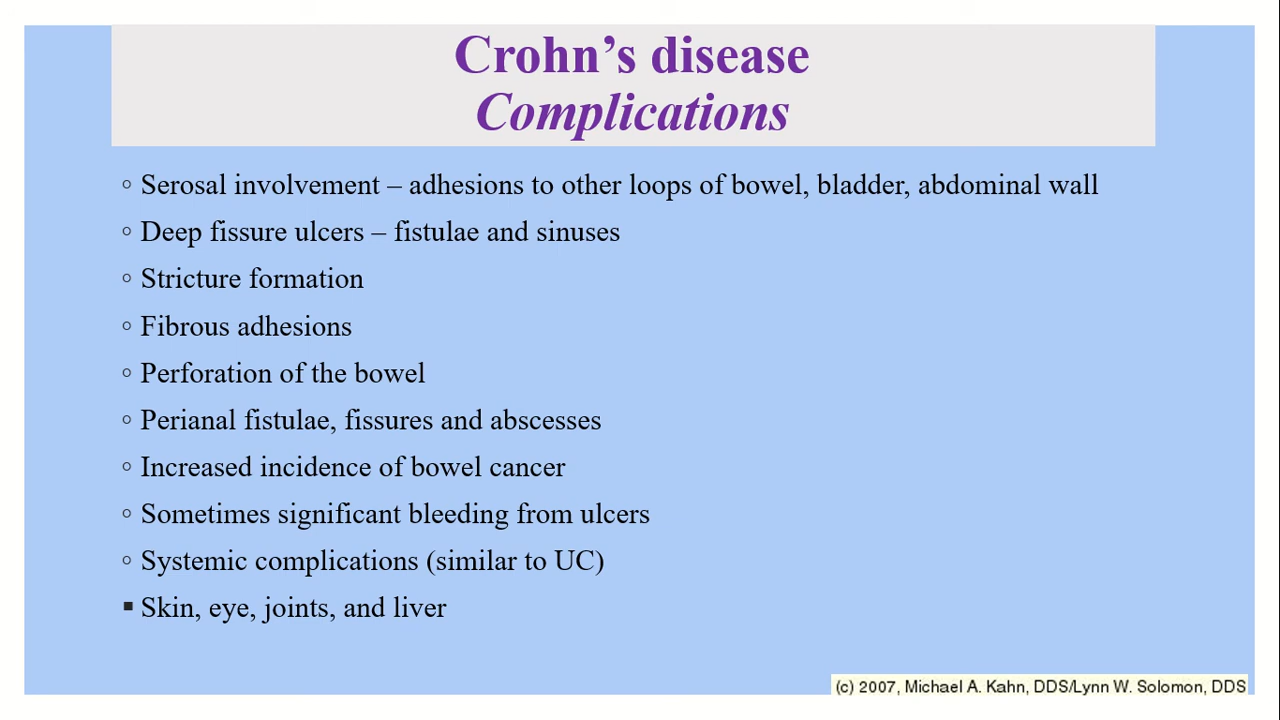 Crohn’s disease
Complications
◦ Serosal involvement – adhesions to other loops of bowel, bladder, abdominal wall
◦ Deep fissure ulcers – fistulae and sinuses
◦ Stricture formation
◦ Fibrous adhesions
◦ Perforation of the bowel
◦ Perianal fistulae, fissures and abscesses
◦ Increased incidence of bowel cancer
◦ Sometimes significant bleeding from ulcers
◦ Systemic complications (similar to UC)
▪ Skin, eye, joints, and liver
(c) 2007, Michael A. Kahn, DDS/Lynn W. Solomon, DDS